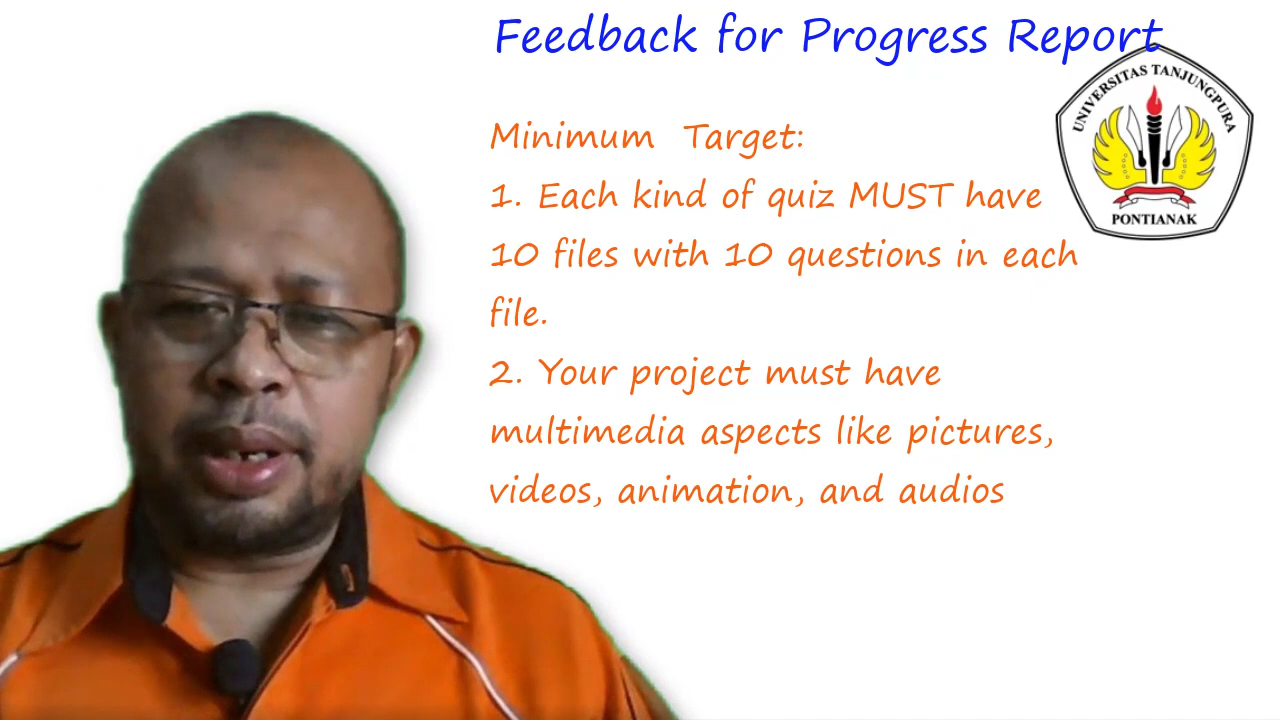 Feedback for Progress Report
UNIVERSITAS TANJUNGPURA
PONTIANAK
Minimum Target:
1. Each kind of quiz MUST have
10 files with 10 questions in each
file.
2. Your project must have
multimedia aspects like pictures,
videos, animation, and audios